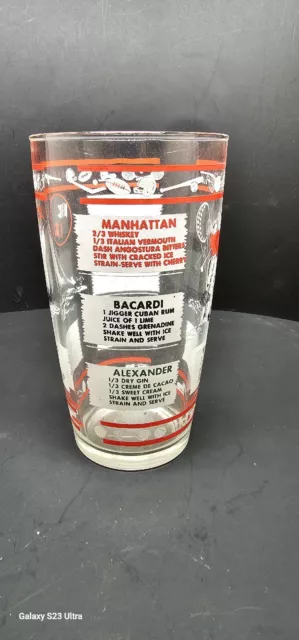 MANHATTAN
2/3 WHISKEY
1/3 ITALIAN VERMOUTH
DASH ANGOSTURA BITTERS
STIR WITH CRACKED ICE
STRAIN-SERVE WITH CHERRY
BACARDI
1 JIGGER CUBAN RUM
JUICE OF 1 LIME
2 DASHES GRENADINE
SHAKE WELL WITH ICE
STRAIN AND SERVE
ALEXANDER
1/3 DRY GIN
1/3 CREME DE CACAO
1/3 SWEET CREAM
SHAKE WELL WITH ICE
STRAIN AND SERVE
Galaxy S23 Ultra